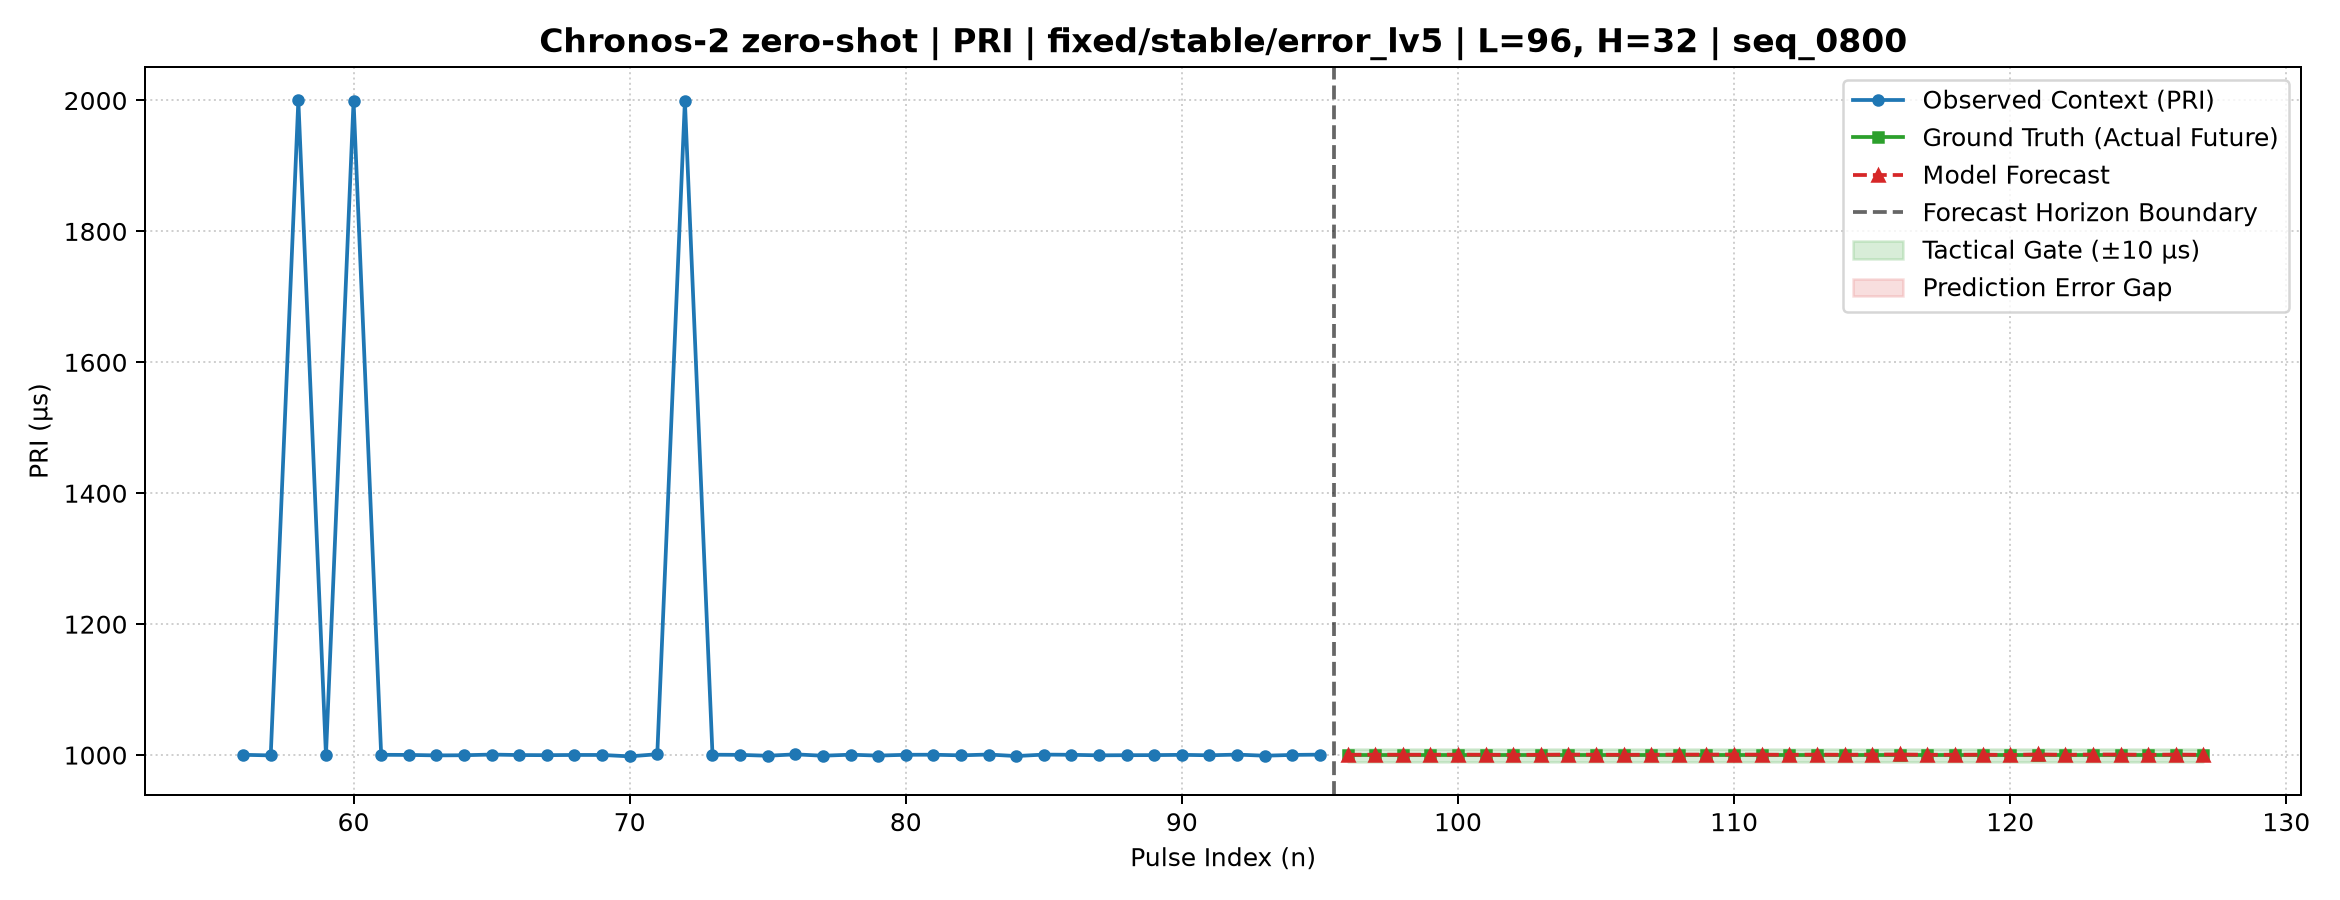 Chronos-2 zero-shot | PRI | fixed/stable/error_lv5 | L=96, H=32 | seq_0800
Observed Context (PRI)
Ground Truth (Actual Future)
Model Forecast
Forecast Horizon Boundary
Tactical Gate (±10 µs)
Prediction Error Gap
PRI (µs)
2000
1800
1600
1400
1200
1000
60 70 80 90 100 110 120 130
Pulse Index (n)